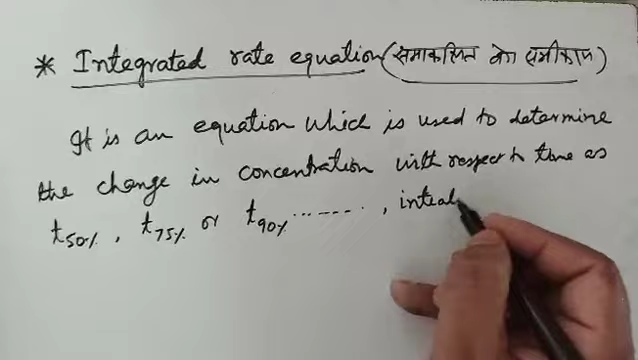 * Integrated rate equation (समाकलित वेग समीकरण)
It is an equation which is used to determine
the change in concentration with respect to time as
t50%, t75% or t90% ........, inteal